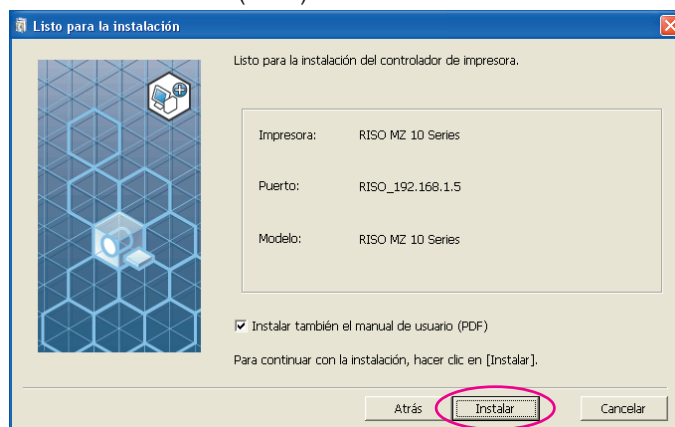 Listo para la instalación
Listo para la instalación del controlador de impresora.
Impresora: RISO MZ 10 Series
Puerto: RISO_192.168.1.5
Modelo: RISO MZ 10 Series
Instalar también el manual de usuario (PDF)
Para continuar con la instalación, hacer clic en [Instalar].
Atrás Instalar Cancelar